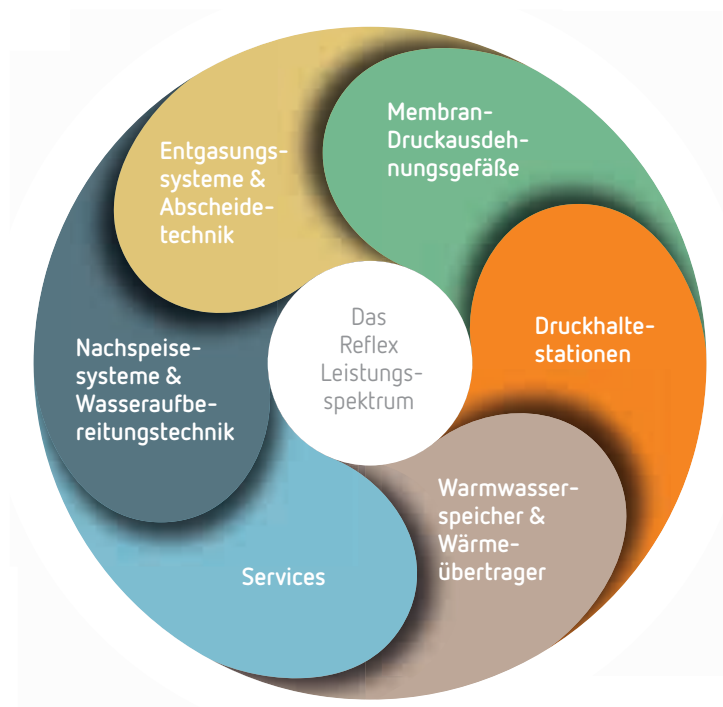 Membran-
Druckausdeh-
nungsgefäße
Entgasungs-
systeme &
Abscheide-
technik
Das
Reflex
Leistungs-
spektrum
Druckhalte-
stationen
Nachspeise-
systeme &
Wasseraufbe-
reitungstechnik
Warmwasser-
speicher &
Wärme-
übertrager
Services